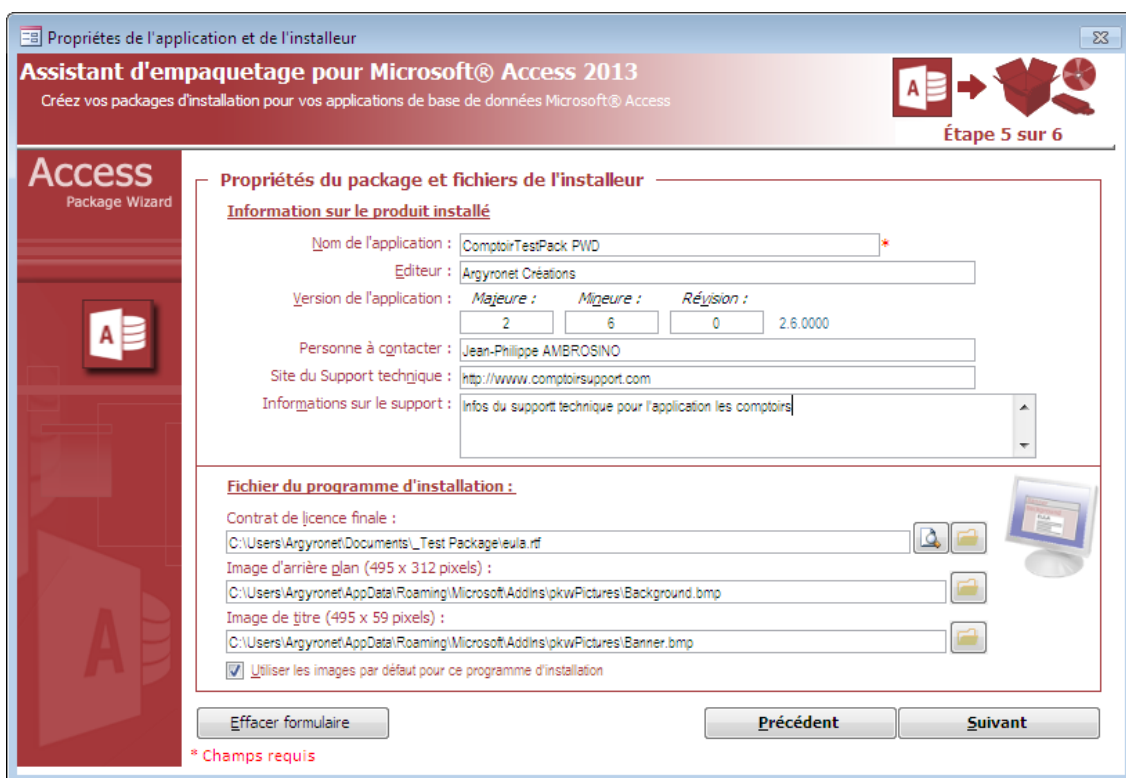 Propriétes de l'application et de l'installeur
Assistant d'empaquetage pour Microsoft® Access 2013
Créez vos packages d'installation pour vos applications de base de données Microsoft® Access
A
Étape 5 sur 6
Access
Package Wizard
A
A
Propriétés du package et fichiers de l'installeur
Information sur le produit installé
Nom de l'application : ComptoirTestPack PWD *
Editeur : Argyronet Créations
Version de l'application : Majeure : Mineure : Révision :
2 6 0 2.6.0000
Personne à contacter : Jean-Philippe AMBROSINO
Site du Support technique : http://www.comptoirsupport.com
Informations sur le support : Infos du supportt technique pour l'application les comptoirs
Fichier du programme d'installation :
Contrat de licence finale :
C:\Users\Argyronet\Documents\_Test Package\eula.rtf
Image d'arrière plan (495 x 312 pixels) :
C:\Users\Argyronet\AppData\Roaming\Microsoft\AddIns\pkwPictures\Background.bmp
Image de titre (495 x 59 pixels) :
C:\Users\Argyronet\AppData\Roaming\Microsoft\AddIns\pkwPictures\Banner.bmp
Utiliser les images par défaut pour ce programme d'installation
Effacer formulaire Précédent Suivant
* Champs requis